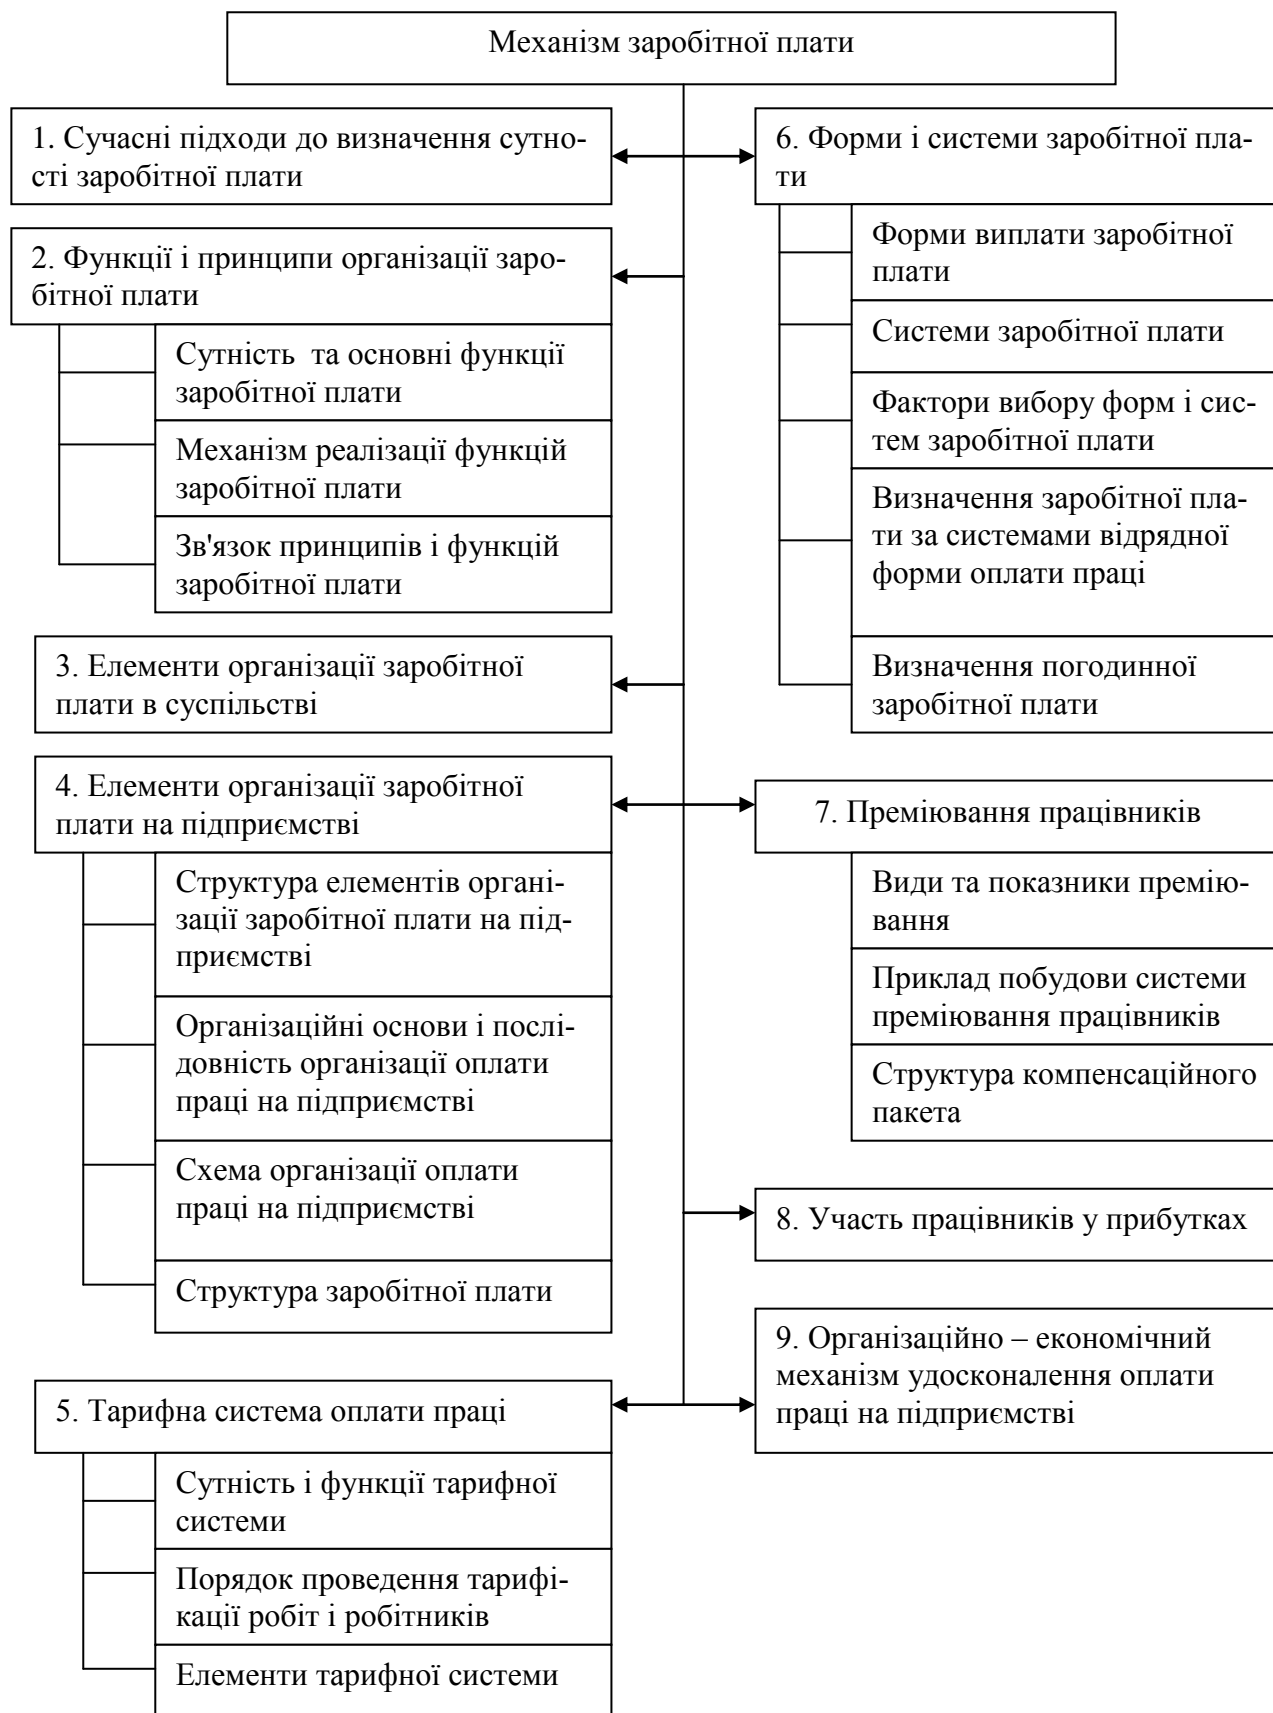 Механізм заробітної плати
1. Сучасні підходи до визначення сутно-
сті заробітної плати
2. Функції і принципи організації заро-
бітної плати
Сутність та основні функції
заробітної плати
Механізм реалізації функцій
заробітної плати
Зв'язок принципів і функцій
заробітної плати
3. Елементи організації заробітної
плати в суспільстві
4. Елементи організації заробітної
плати на підприємстві
Структура елементів органі-
зації заробітної плати на під-
приємстві
Організаційні основи і послі-
довність організації оплати
праці на підприємстві
Схема організації оплати
праці на підприємстві
Структура заробітної плати
5. Тарифна система оплати праці
Сутність і функції тарифної
системи
Порядок проведення тарифі-
кації робіт і робітників
Елементи тарифної системи
6. Форми і системи заробітної пла-
ти
Форми виплати заробітної
плати
Системи заробітної плати
Фактори вибору форм і сис-
тем заробітної плати
Визначення заробітної пла-
ти за системами відрядної
форми оплати праці
Визначення погодинної
заробітної плати
7. Преміювання працівників
Види та показники премію-
вання
Приклад побудови системи
преміювання працівників
Структура компенсаційного
пакета
8. Участь працівників у прибутках
9. Організаційно – економічний
механізм удосконалення оплати
праці на підприємстві